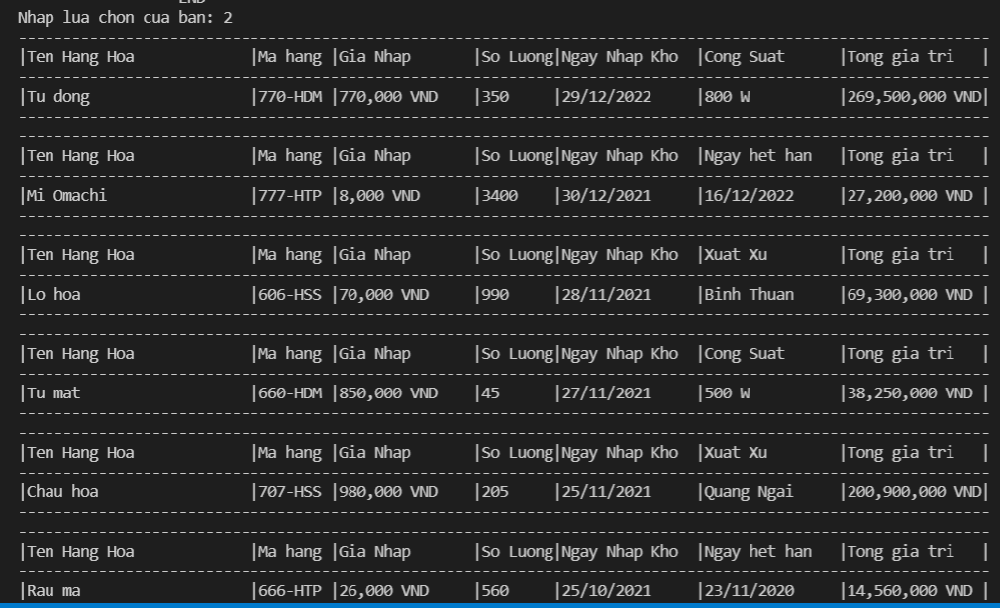 Nhap lua chon cua ban: 2
|Ten Hang Hoa |Ma hang |Gia Nhap |So Luong|Ngay Nhap Kho |Cong Suat |Tong gia tri |
|Tu dong |770-HDM |770,000 VND |350 |29/12/2022 |800 W |269,500,000 VND|
|Ten Hang Hoa |Ma hang |Gia Nhap |So Luong|Ngay Nhap Kho |Ngay het han |Tong gia tri |
|Mi Omachi |777-HTP |8,000 VND |3400 |30/12/2021 |16/12/2022 |27,200,000 VND |
|Ten Hang Hoa |Ma hang |Gia Nhap |So Luong|Ngay Nhap Kho |Xuat Xu |Tong gia tri |
|Lo hoa |606-HSS |70,000 VND |990 |28/11/2021 |Binh Thuan |69,300,000 VND |
|Ten Hang Hoa |Ma hang |Gia Nhap |So Luong|Ngay Nhap Kho |Cong Suat |Tong gia tri |
|Tu mat |660-HDM |850,000 VND |45 |27/11/2021 |500 W |38,250,000 VND |
|Ten Hang Hoa |Ma hang |Gia Nhap |So Luong|Ngay Nhap Kho |Xuat Xu |Tong gia tri |
|Chau hoa |707-HSS |980,000 VND |205 |25/11/2021 |Quang Ngai |200,900,000 VND|
|Ten Hang Hoa |Ma hang |Gia Nhap |So Luong|Ngay Nhap Kho |Ngay het han |Tong gia tri |
|Rau ma |666-HTP |26,000 VND |560 |25/10/2021 |23/11/2020 |14,560,000 VND |